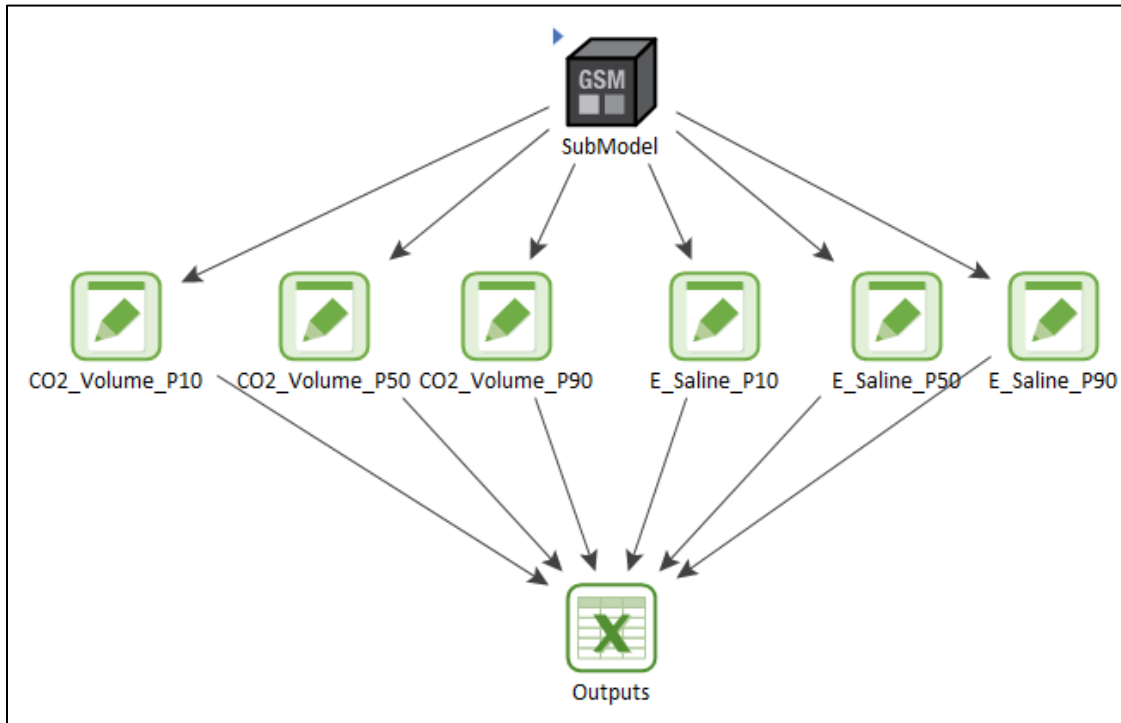 GSM
SubModel
CO2_Volume_P10
CO2_Volume_P50
CO2_Volume_P90
E_Saline_P10
E_Saline_P50
E_Saline_P90
X
Outputs